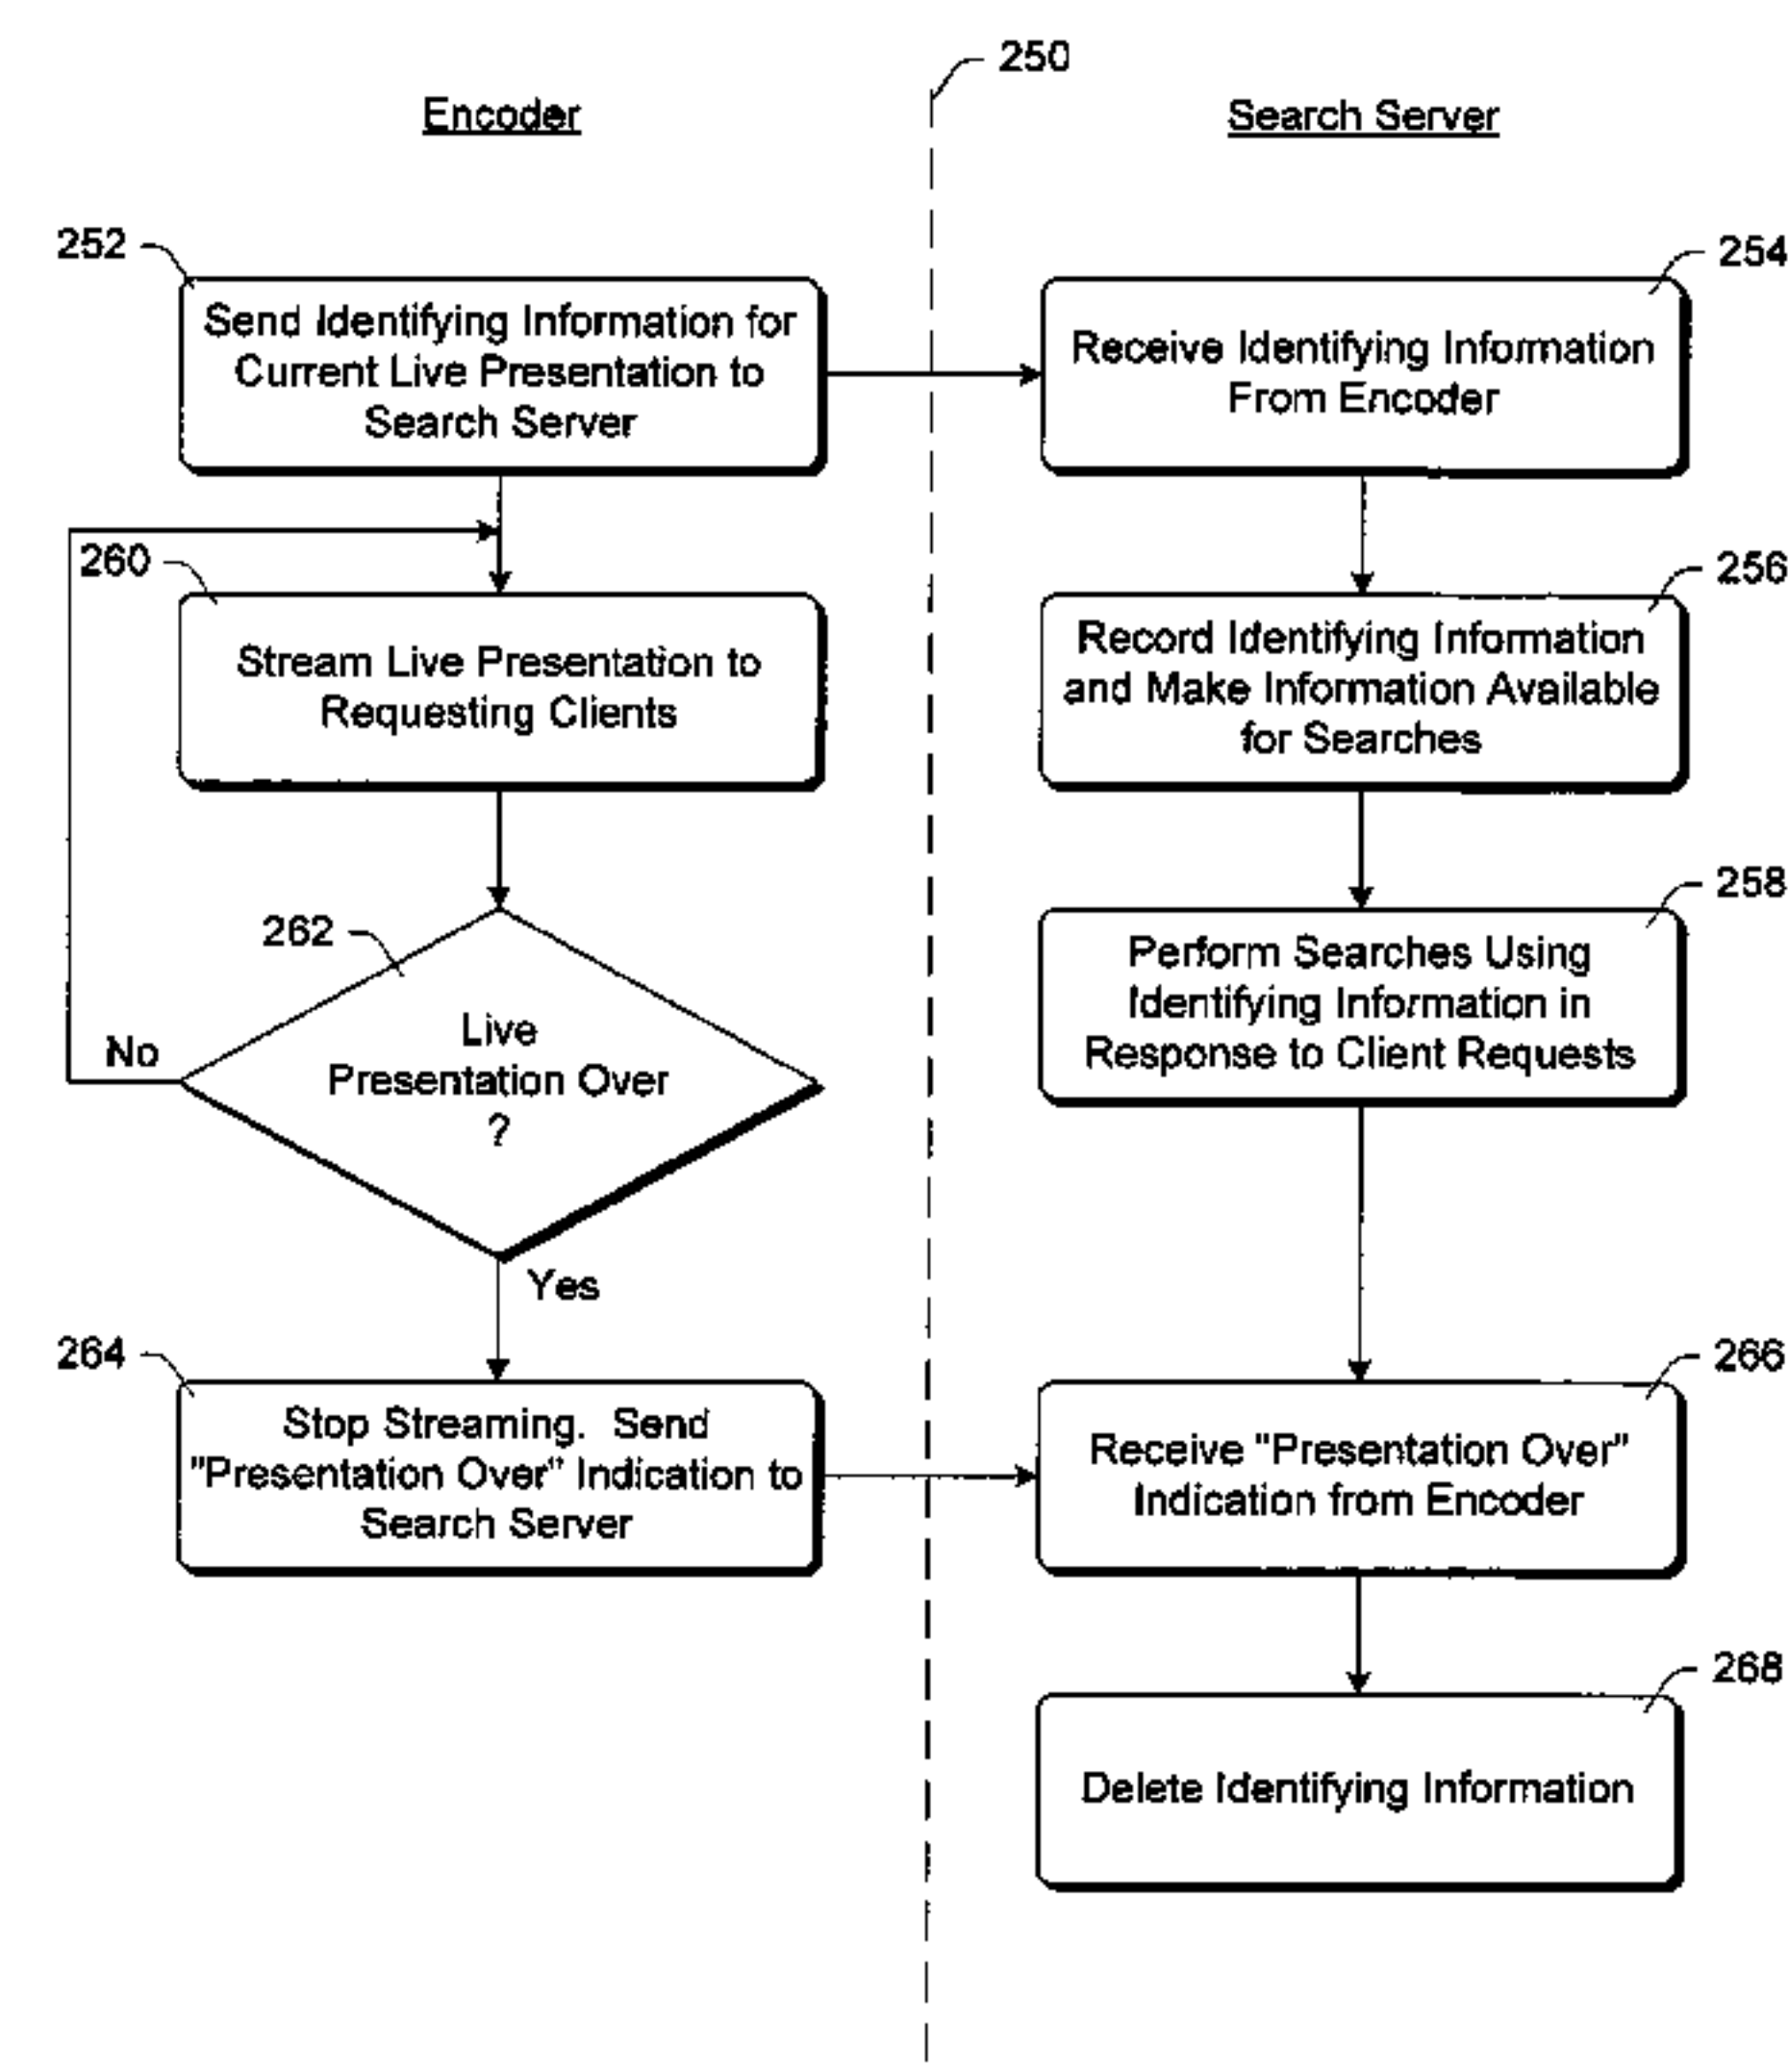 250
Encoder
Search Server
252
Send Identifying Information for
Current Live Presentation to
Search Server
254
Receive Identifying Information
From Encoder
260
Stream Live Presentation to
Requesting Clients
256
Record Identifying Information
and Make Information Available
for Searches
262
Live
Presentation Over
?
No
Yes
258
Perform Searches Using
Identifying Information in
Response to Client Requests
264
Stop Streaming. Send
"Presentation Over" Indication to
Search Server
266
Receive "Presentation Over"
Indication from Encoder
268
Delete Identifying Information